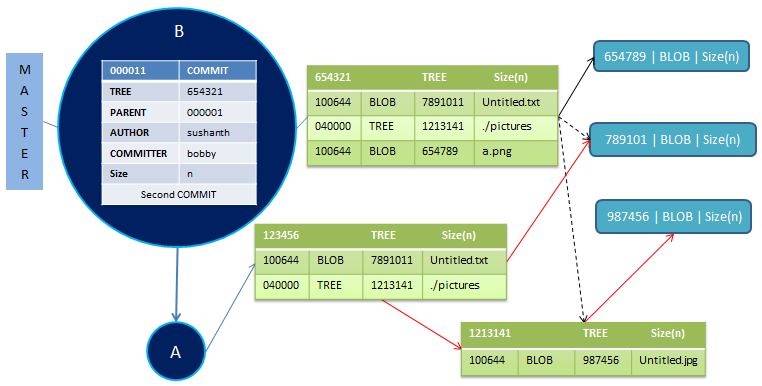 MASTER
B
000011 COMMIT
TREE 654321
PARENT 000001
AUTHOR sushanth
COMMITTER bobby
Size n
Second COMMIT
654321 TREE Size(n)
100644 BLOB 7891011 Untitled.txt
040000 TREE 1213141 ./pictures
100644 BLOB 654789 a.png
654789 | BLOB | Size(n)
789101 | BLOB | Size(n)
987456 | BLOB | Size(n)
123456 TREE Size(n)
100644 BLOB 7891011 Untitled.txt
040000 TREE 1213141 ./pictures
A
1213141 TREE Size(n)
100644 BLOB 987456 Untitled.jpg